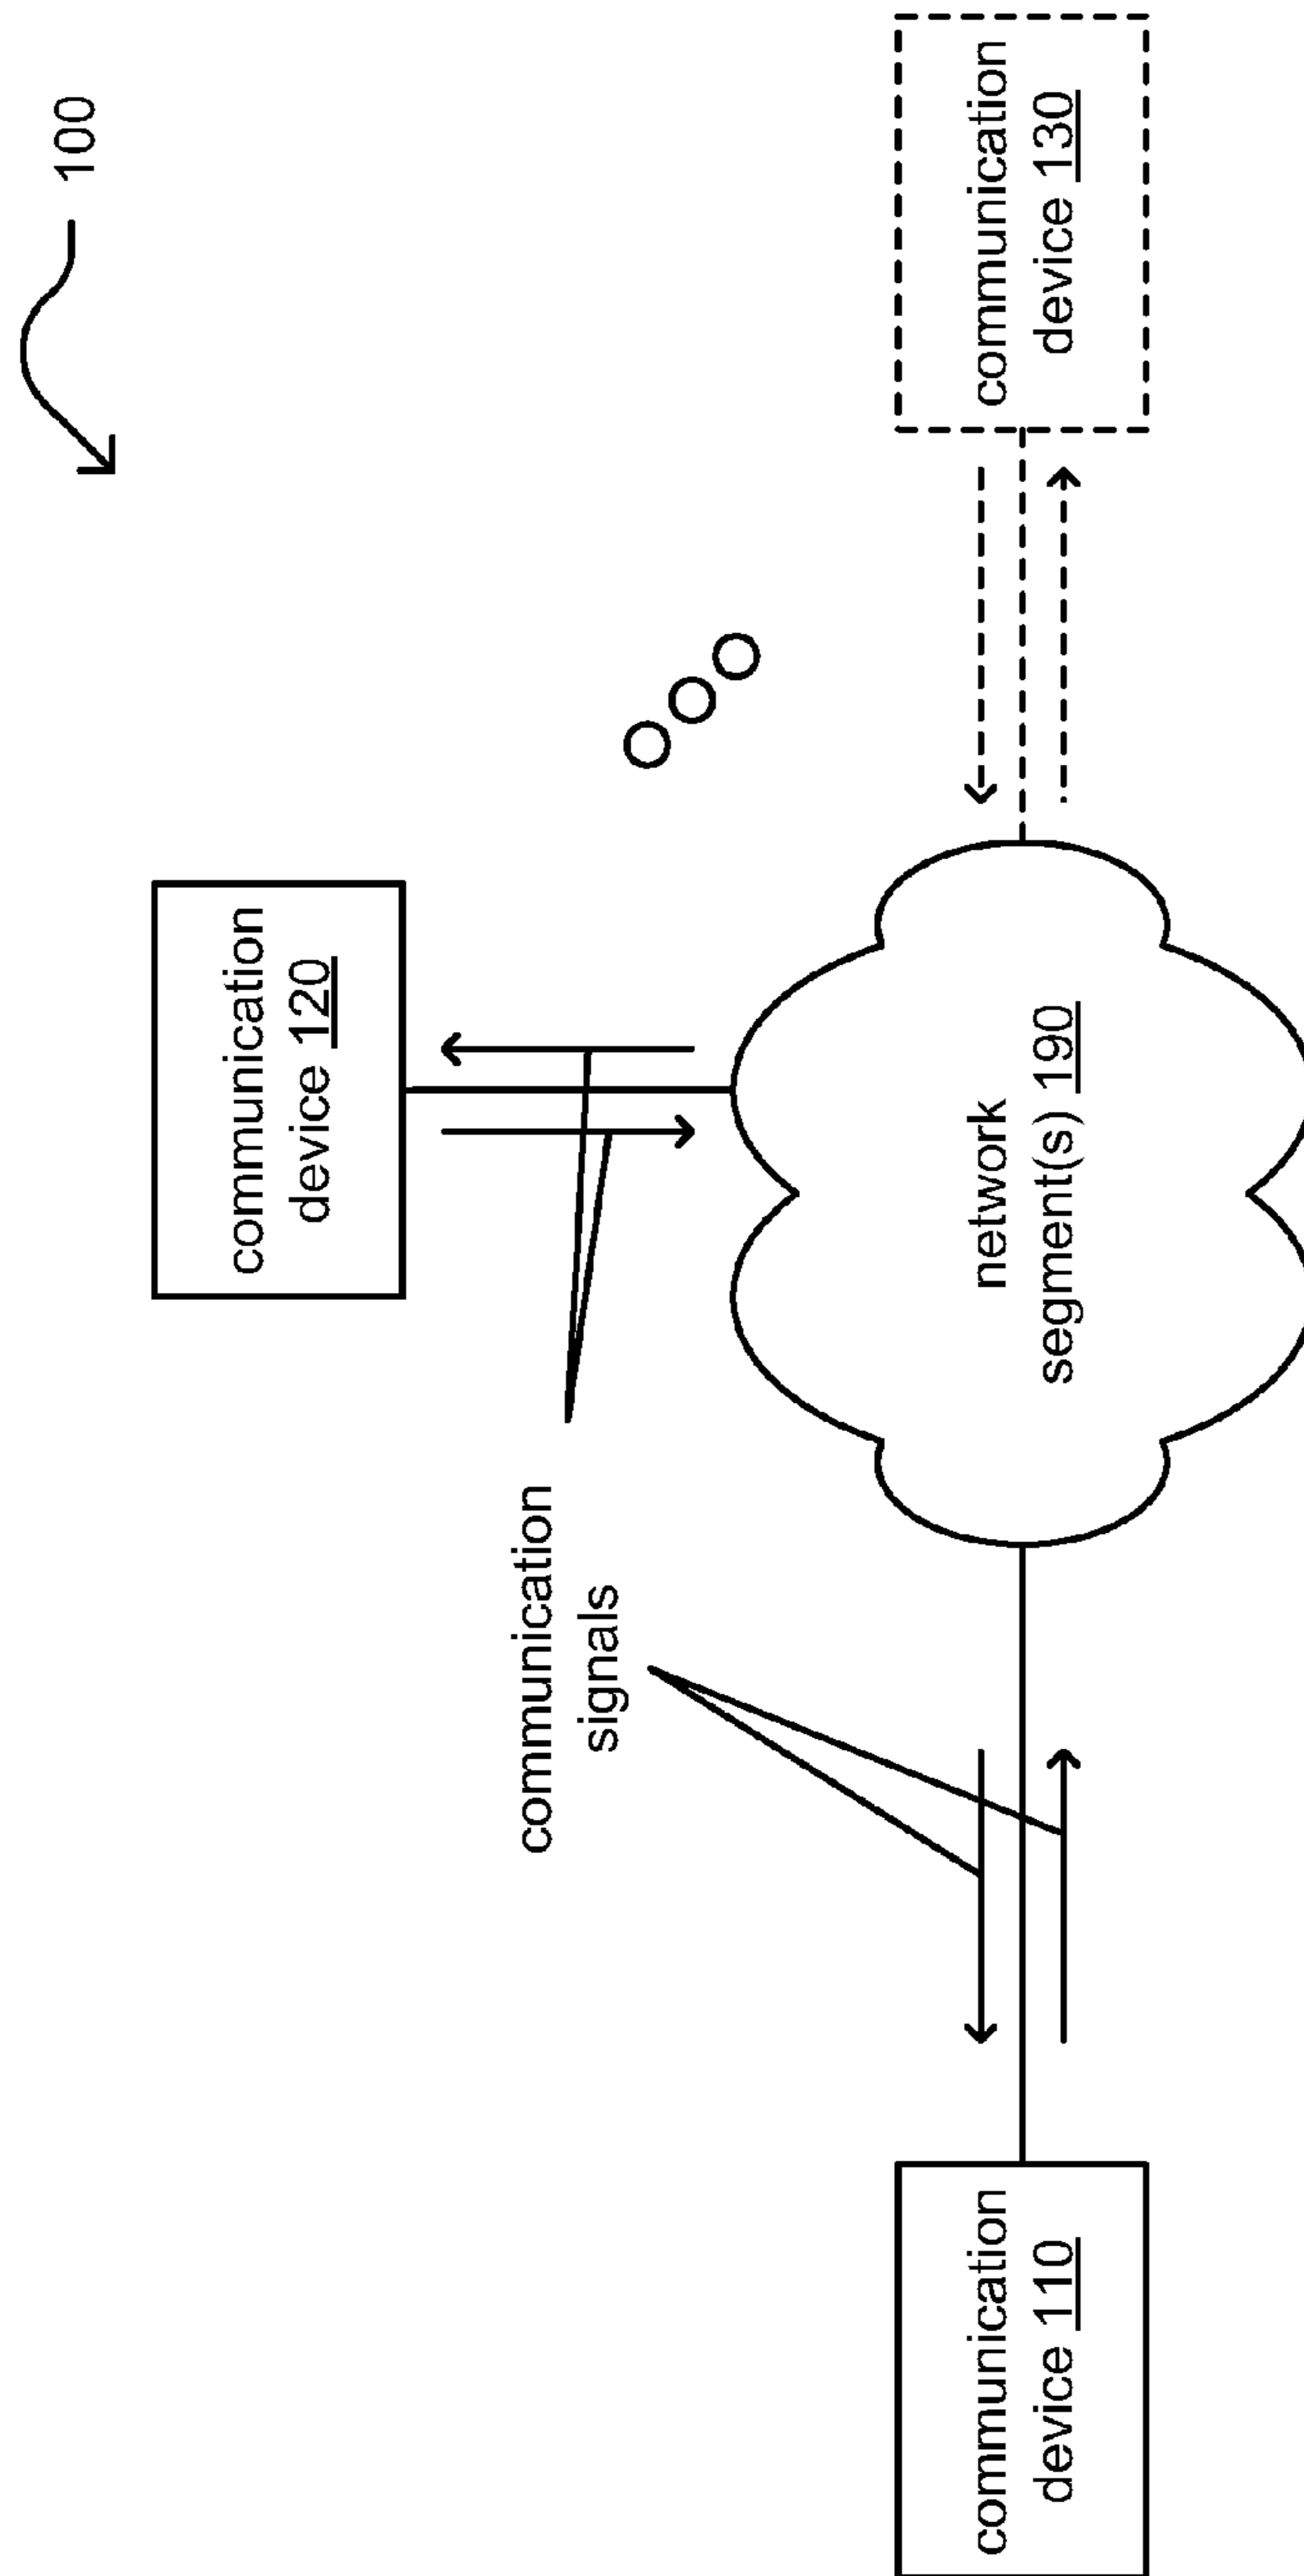 100
communication
device 120
communication
signals
communication
device 110
network
segment(s) 190
communication
device 130